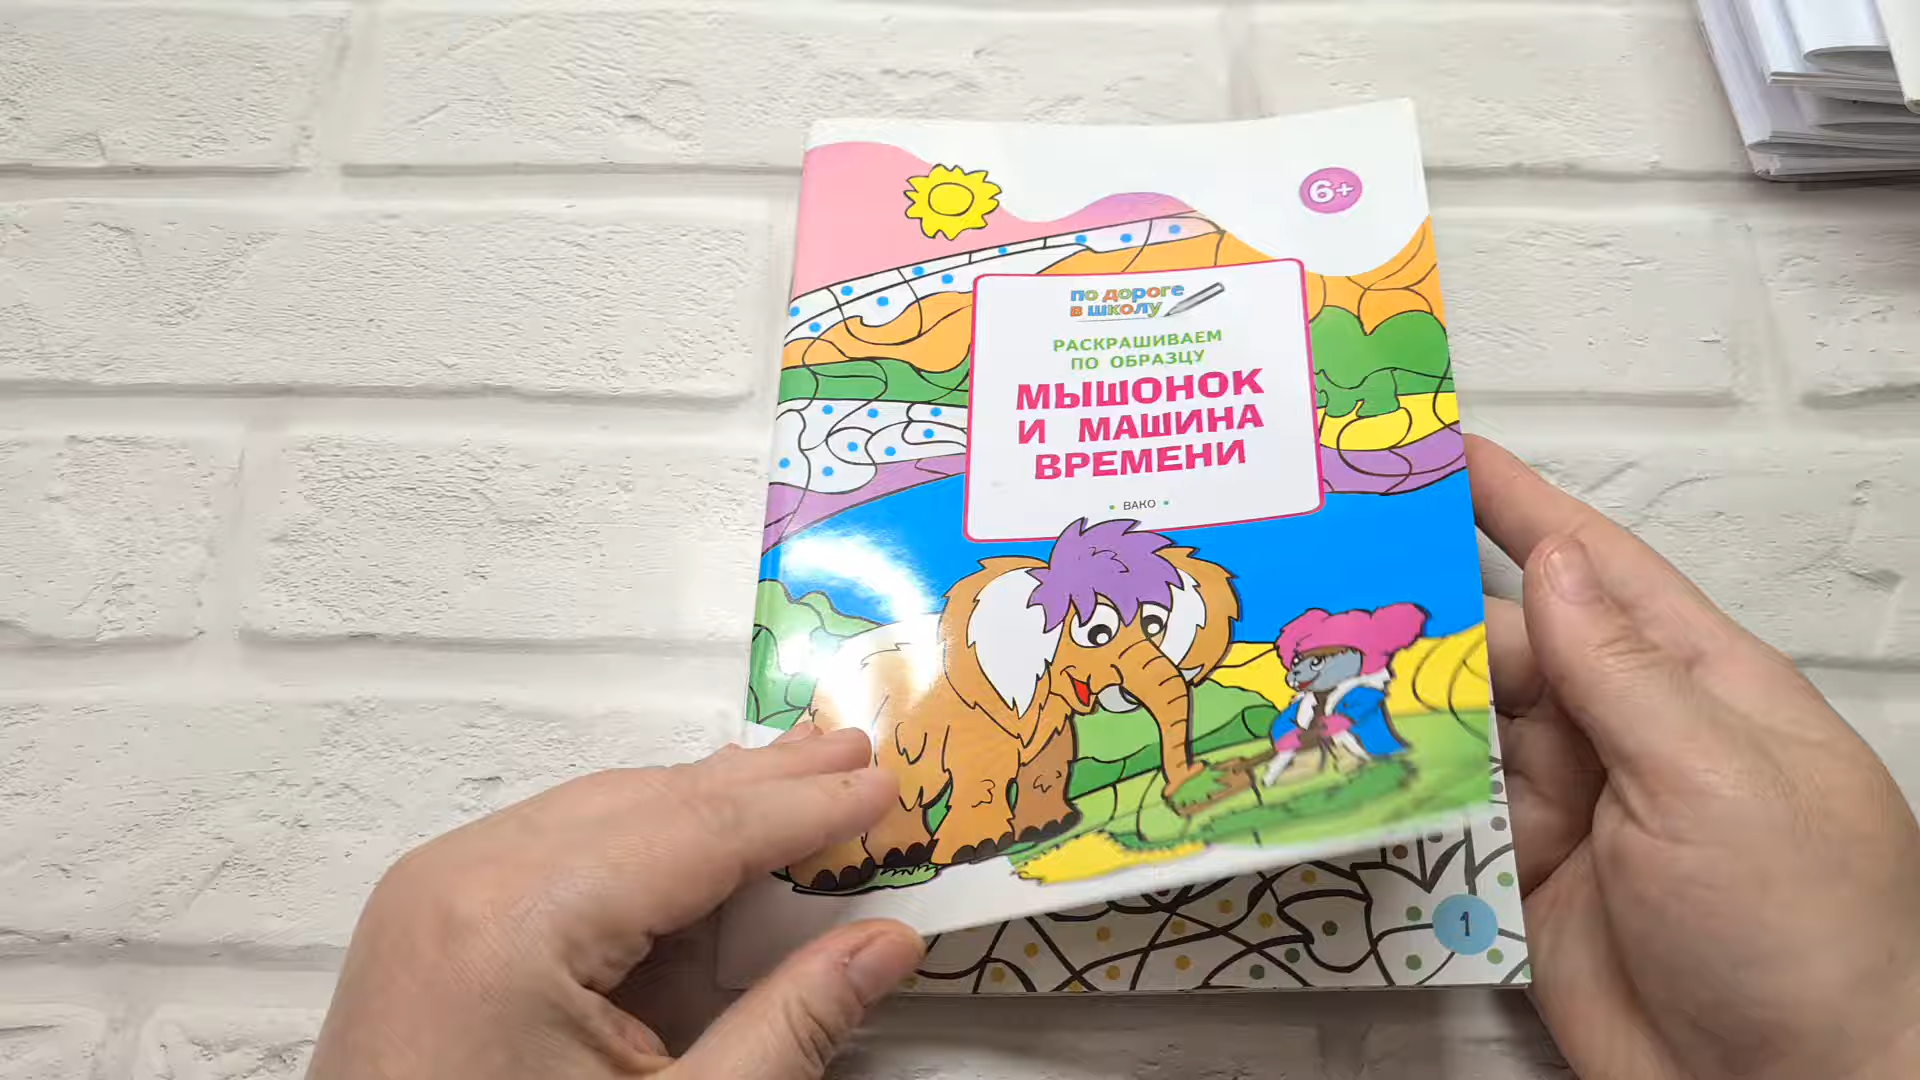 6+
по дороге
в школу
РАСКРАШИВАЕМ
ПО ОБРАЗЦУ
МЫШОНОК
И МАШИНА
ВРЕМЕНИ
• ВАКО •
1